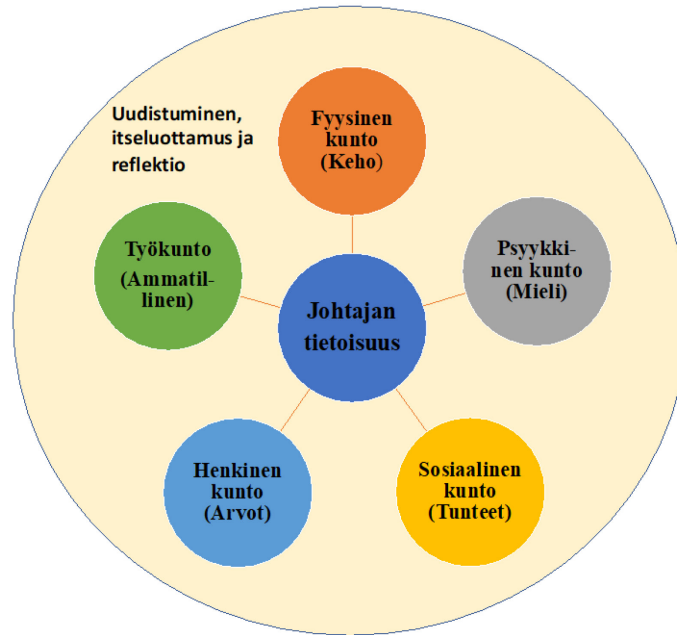 Uudistuminen,
itseluottamus ja
reflektio
Fyysinen
kunto
(Keho)
Työkunto
(Ammatil-
linen)
Psyykki-
nen kunto
(Mieli)
Johtajan
tietoisuus
Henkinen
kunto
(Arvot)
Sosiaalinen
kunto
(Tunteet)